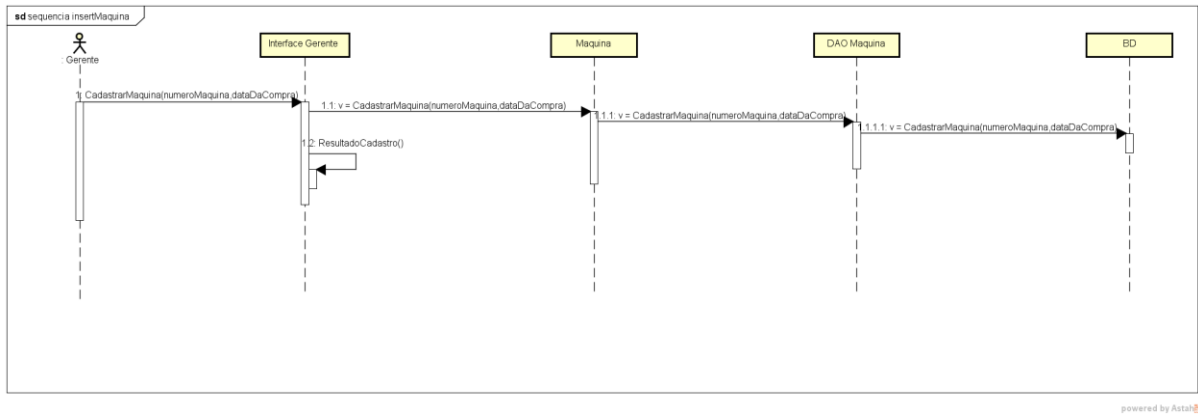 sd sequencia insertMaquina
: Gerente
Interface Gerente
Maquina
DAO Maquina
BD
1: CadastrarMaquina(numeroMaquina,dataDaCompra)
1.1: v = CadastrarMaquina(numeroMaquina,dataDaCompra)
1.1.1: v = CadastrarMaquina(numeroMaquina,dataDaCompra)
1.1.1.1: v = CadastrarMaquina(numeroMaquina,dataDaCompra)
1.2: ResultadoCadastro()
powered by Astah